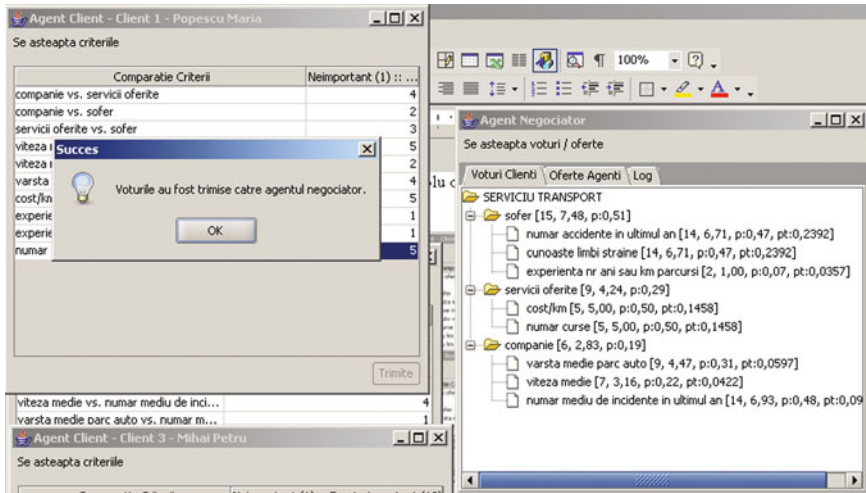 Agent Client - Client 1 - Popescu Maria
Se asteapta criteriile
Comparatie Criterii Neimportant (1) :: ...
companie vs. servicii oferite 4
companie vs. sofer 2
servicii oferite vs. sofer 3
viteza 5
viteza 2
varsta 4
cost/km 5
experie 1
experie 1
numar 5
Succes
Voturile au fost trimise catre agentul negociator.
OK
Trimite
viteza medie vs. numar mediu de inci... 4
varsta medie parc auto vs. numar m... 1
Agent Client - Client 3 - Mihai Petru
Se asteapta criteriile
100%
Agent Negociator
Se asteapta voturi / oferte
Voturi Clienti Oferte Agenti Log
SERVICIU TRANSPORT
sofer [15, 7,48, p:0,51]
numar accidente in ultimul an [14, 6,71, p:0,47, pt:0,2392]
cunoaste limbi straine [14, 6,71, p:0,47, pt:0,2392]
experienta nr ani sau km parcursi [2, 1,00, p:0,07, pt:0,0357]
servicii oferite [9, 4,24, p:0,29]
cost/km [5, 5,00, p:0,50, pt:0,1458]
numar curse [5, 5,00, p:0,50, pt:0,1458]
companie [6, 2,83, p:0,19]
varsta medie parc auto [9, 4,47, p:0,31, pt:0,0597]
viteza medie [7, 3,16, p:0,22, pt:0,0422]
numar mediu de incidente in ultimul an [14, 6,93, p:0,48, pt:0,09